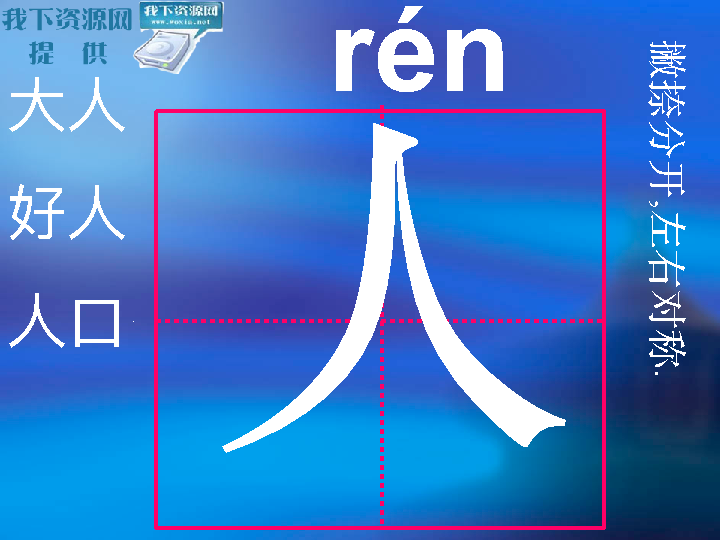 我下资源网
提 供
我下资源网
www.woxia.net
rén
大人
好人
人口
人
撇捺分开,左右对称.